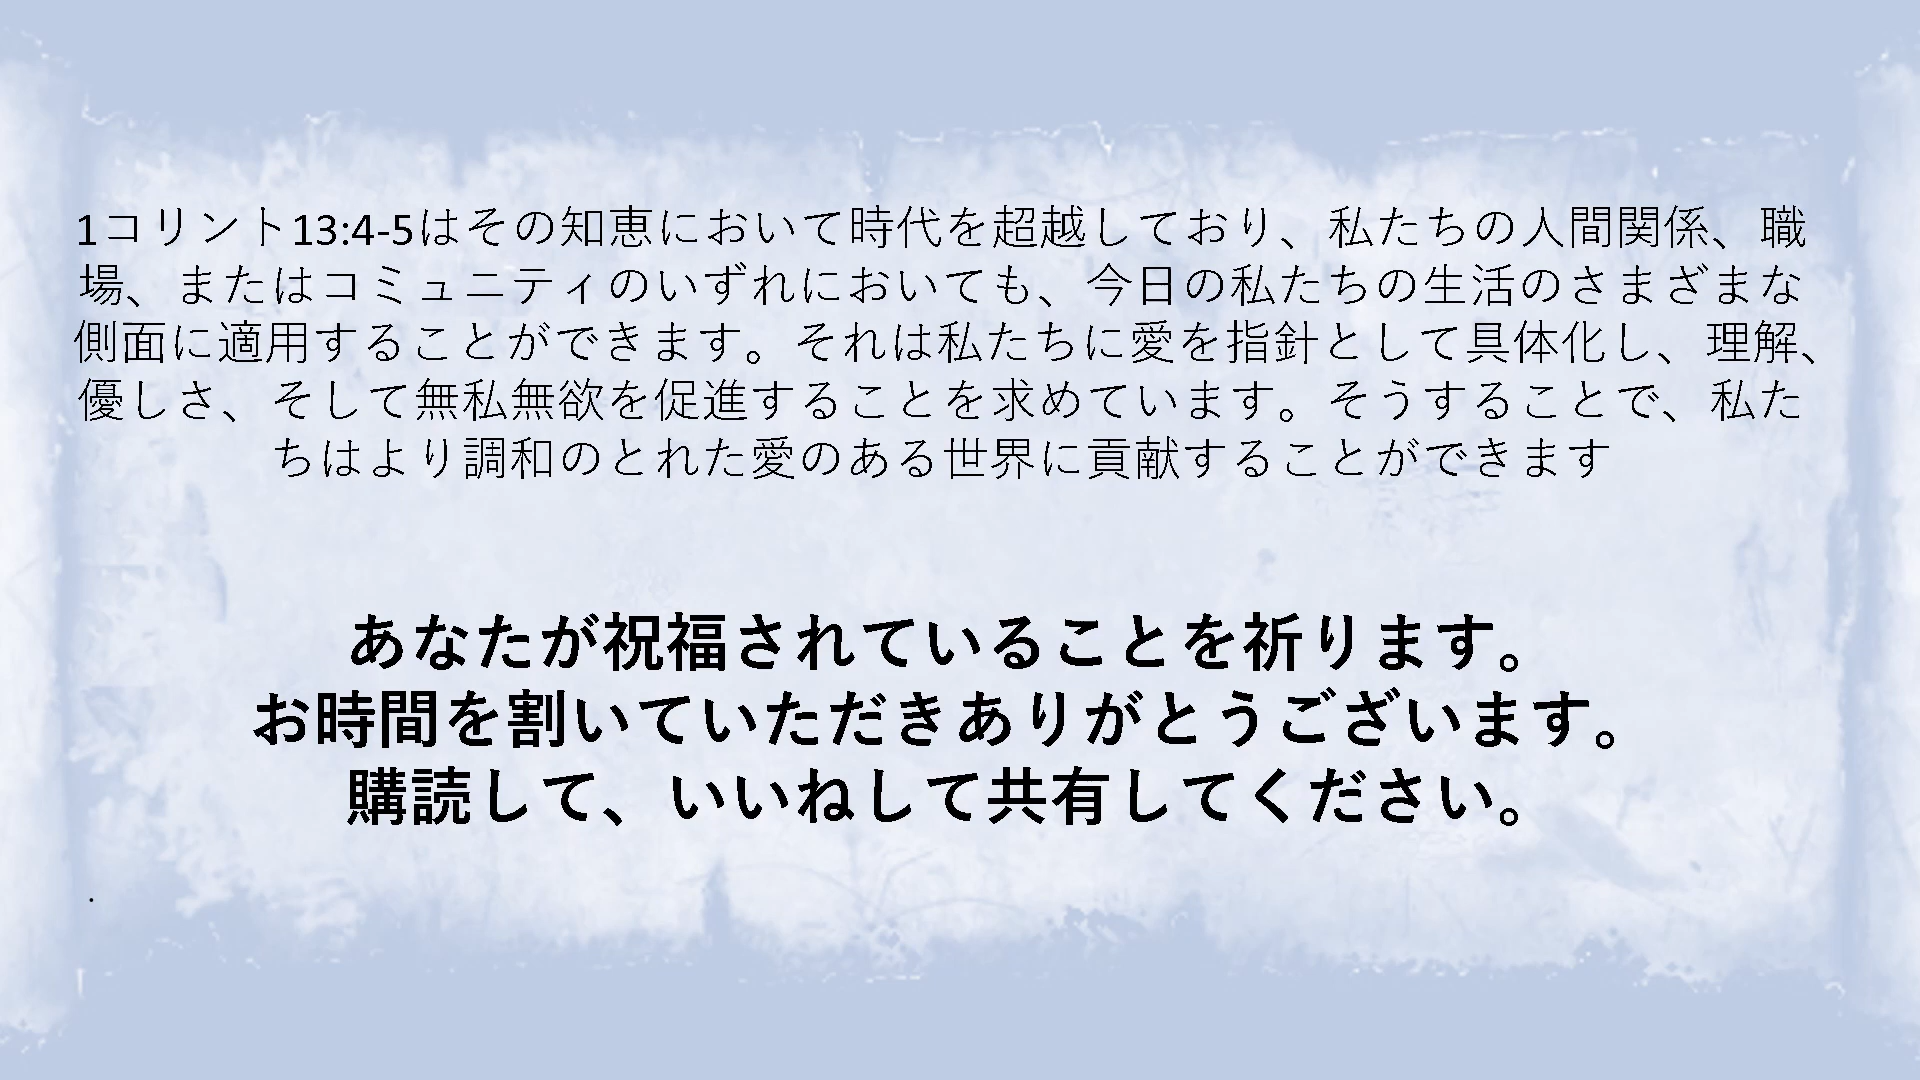 1コリント13:4-5はその知恵において時代を超越しており、私たちの人間関係、職
場、またはコミュニティのいずれにおいても、今日の私たちの生活のさまざまな
側面に適用することができます。それは私たちに愛を指針として具体化し、理解、
優しさ、そして無私無欲を促進することを求めています。そうすることで、私た
ちはより調和のとれた愛のある世界に貢献することができます
あなたが祝福されていることを祈ります。
お時間を割いていただきありがとうございます。
購読して、いいねして共有してください。
.